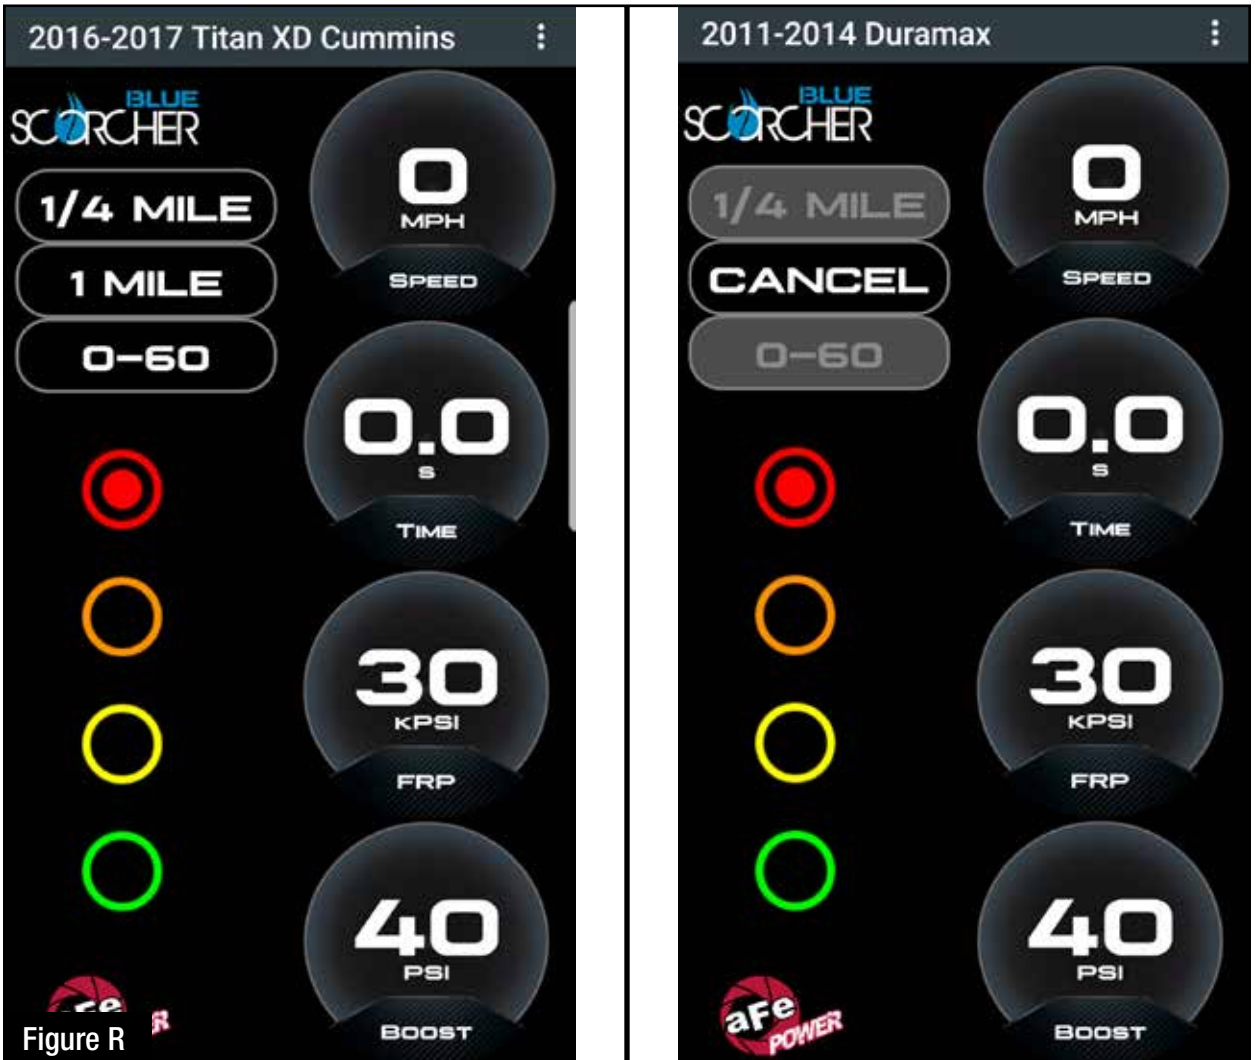 2016-2017 Titan XD Cummins
BLUE
SCORCHER
1/4 MILE
1 MILE
0-60
0
MPH
SPEED
0.0
S
TIME
30
KPSI
FRP
40
PSI
BOOST
aFe
Figure R
2011-2014 Duramax
BLUE
SCORCHER
1/4 MILE
CANCEL
0-60
0
MPH
SPEED
0.0
S
TIME
30
KPSI
FRP
40
PSI
BOOST
aFe
POWER